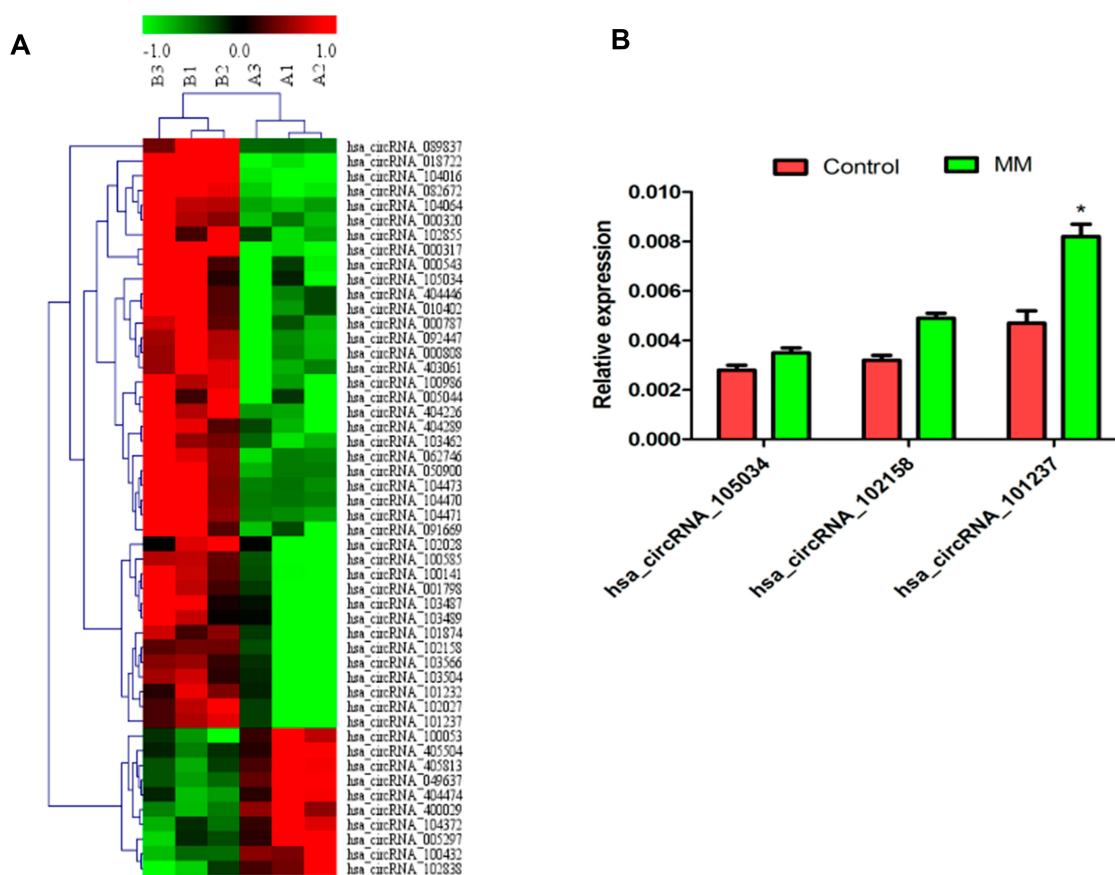 A
-1.0 0.0 1.0
B3 B1 B2 A3 A1 A2
hsa_circRNA_089837
hsa_circRNA_018722
hsa_circRNA_104016
hsa_circRNA_082672
hsa_circRNA_104064
hsa_circRNA_000320
hsa_circRNA_102855
hsa_circRNA_000317
hsa_circRNA_000543
hsa_circRNA_105034
hsa_circRNA_404446
hsa_circRNA_010402
hsa_circRNA_000787
hsa_circRNA_092447
hsa_circRNA_000808
hsa_circRNA_403061
hsa_circRNA_100986
hsa_circRNA_005044
hsa_circRNA_404226
hsa_circRNA_404289
hsa_circRNA_103462
hsa_circRNA_062746
hsa_circRNA_050900
hsa_circRNA_104473
hsa_circRNA_104470
hsa_circRNA_104471
hsa_circRNA_091669
hsa_circRNA_102028
hsa_circRNA_100585
hsa_circRNA_100141
hsa_circRNA_001798
hsa_circRNA_103487
hsa_circRNA_103489
hsa_circRNA_101874
hsa_circRNA_102158
hsa_circRNA_103566
hsa_circRNA_103504
hsa_circRNA_101232
hsa_circRNA_102027
hsa_circRNA_101237
hsa_circRNA_100053
hsa_circRNA_405504
hsa_circRNA_405813
hsa_circRNA_049637
hsa_circRNA_404474
hsa_circRNA_400029
hsa_circRNA_104372
hsa_circRNA_005297
hsa_circRNA_100432
hsa_circRNA_102838
B
Control MM
Relative expression
0.010
0.008
0.006
0.004
0.002
0.000
*
hsa_circRNA_105034
hsa_circRNA_102158
hsa_circRNA_101237